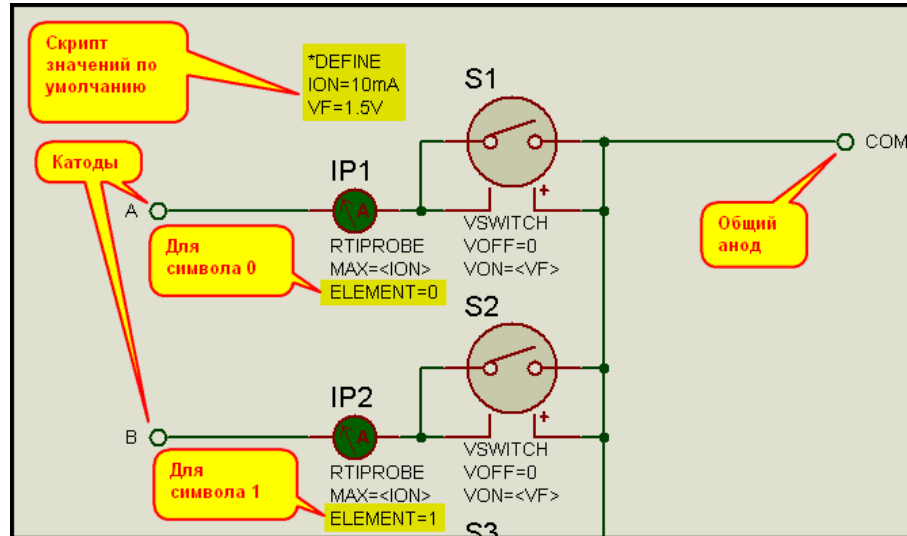 Скрипт
значений по
умолчанию
*DEFINE
ION=10mA
VF=1.5V
S1
Катоды
COM
IP1
A
A
+
Общий
анод
Для
символа 0
RTIPROBE
MAX=<ION>
ELEMENT=0
VSWITCH
VOFF=0
VON=<VF>
S2
IP2
B
A
+
Для
символа 1
RTIPROBE
MAX=<ION>
ELEMENT=1
VSWITCH
VOFF=0
VON=<VF>
S3